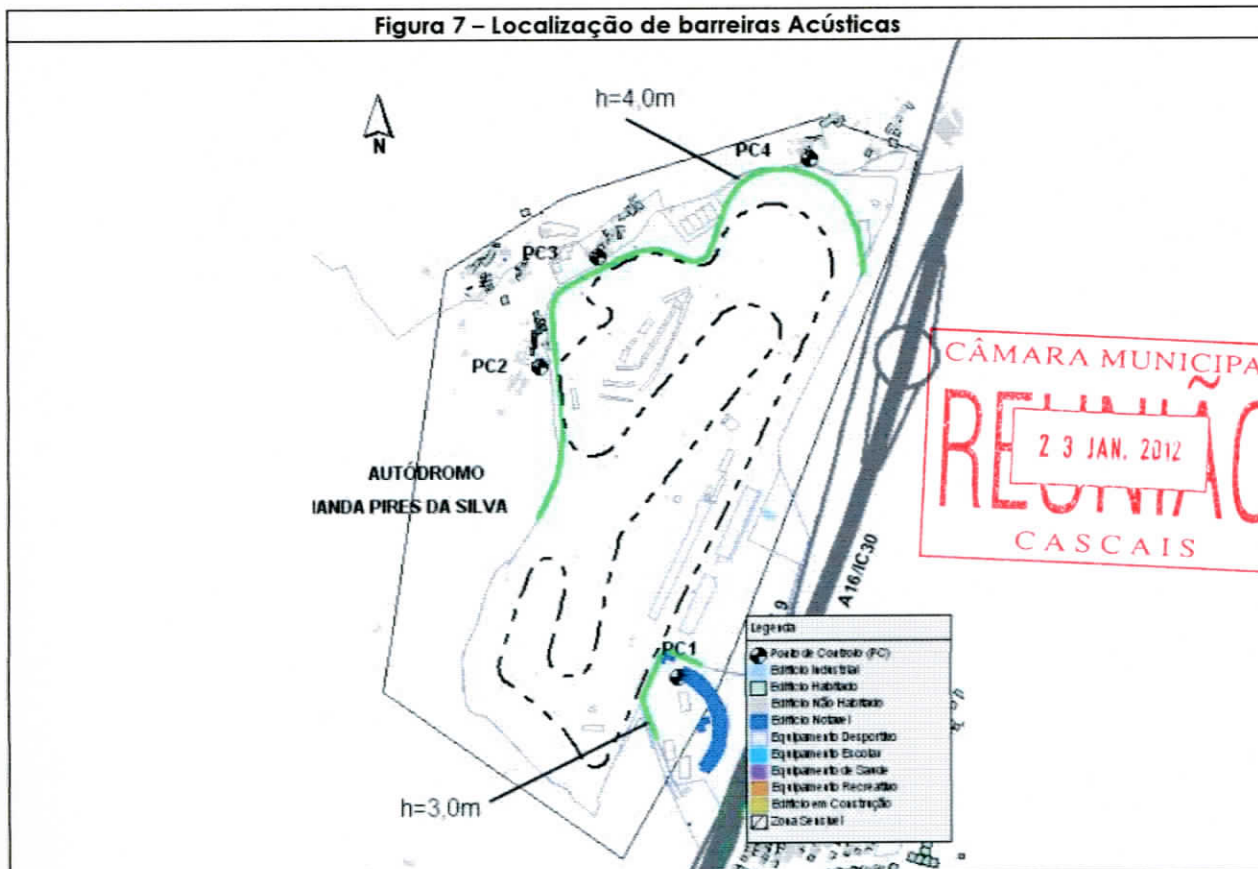 Figura 7 – Localização de barreiras Acústicas
h=4,0m
N
PC4
PC3
PC2
AUTÓDROMO
IANDA PIRES DA SILVA
CÂMARA MUNICIPA
REUNIÃO
2 3 JAN. 2012
CASCAIS
A16/IC30
9
PC1
h=3,0m
Legenda
Ponto de Controlo (PC)
Edifício Industrial
Edifício Habitado
Edifício Não Habitado
Edifício Notável
Equipamento Desportivo
Equipamento Escolar
Equipamento de Saúde
Equipamento Recreativo
Edifício em Construção
Zona Sensível